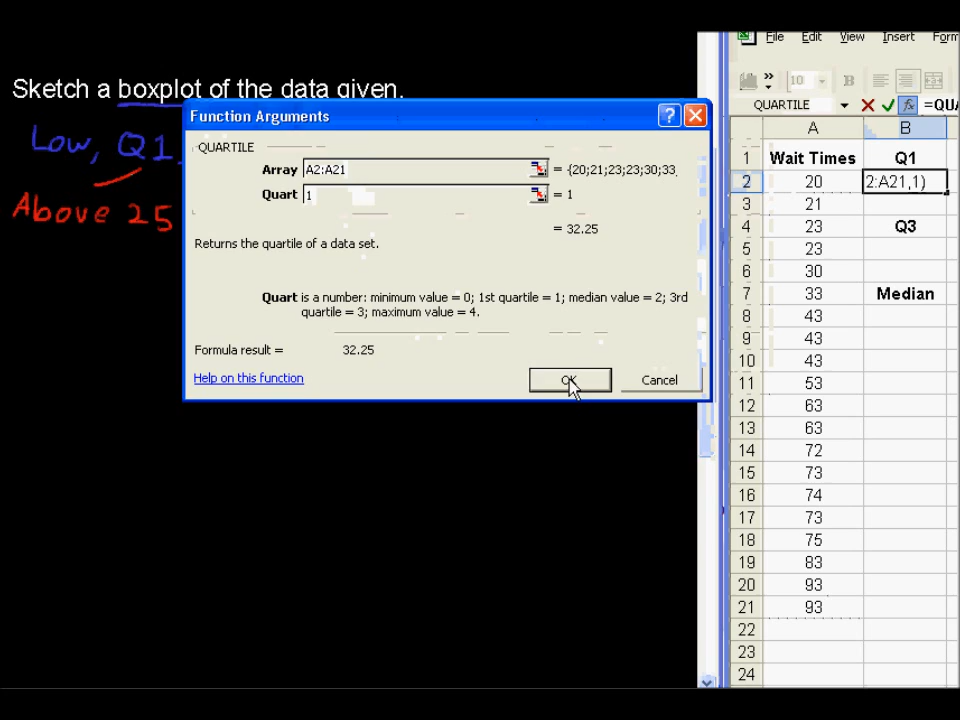 Sketch a boxplot of the data given.
Low, Q1
Above 25
Function Arguments
QUARTILE
Array A2:A21 = {20;21;23;23;30;33
Quart 1 = 1
= 32.25
Returns the quartile of a data set.
Quart is a number: minimum value = 0; 1st quartile = 1; median value = 2; 3rd
quartile = 3; maximum value = 4.
Formula result = 32.25
Help on this function OK Cancel
File Edit View Insert Form
10 B
QUARTILE =QUA
A B
1 Wait Times Q1
2 20 2:A21,1)
3 21
4 23 Q3
5 23
6 30
7 33 Median
8 43
9 43
10 43
11 53
12 63
13 63
14 72
15 73
16 74
17 73
18 75
19 83
20 93
21 93
22
23
24